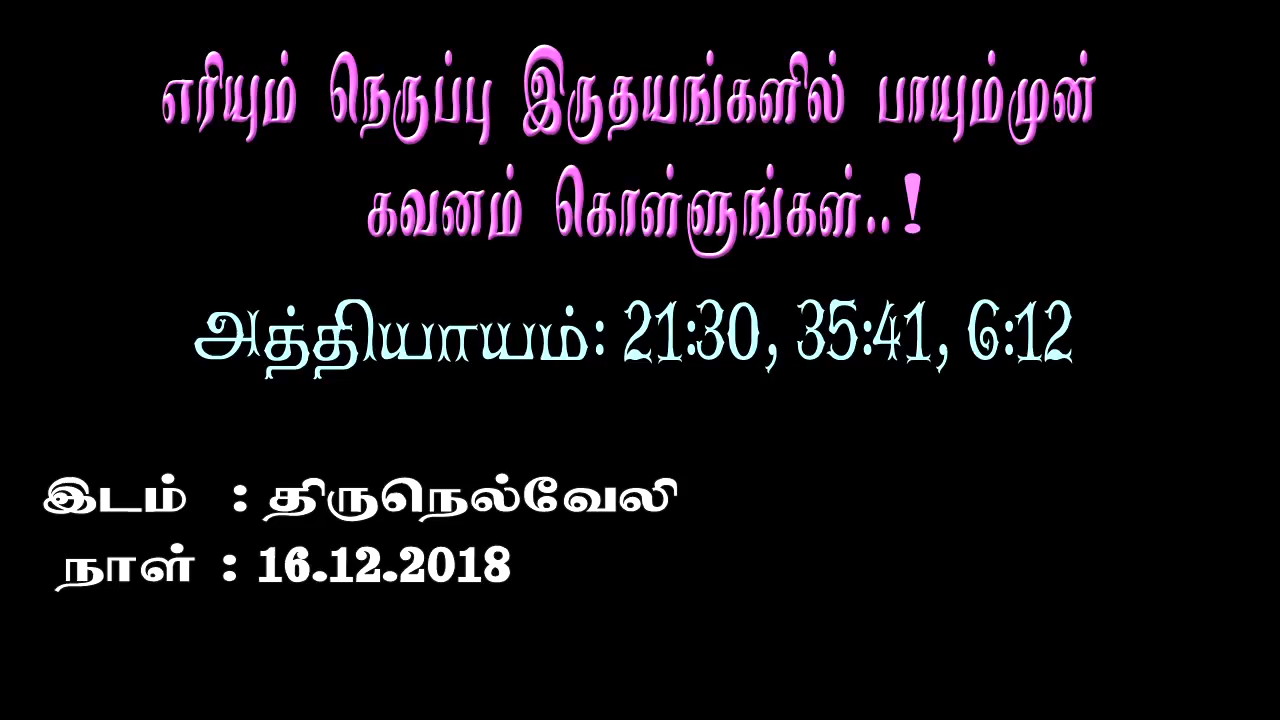 எரியும் நெருப்பு இருதயங்களில் பாயும்முன்
கவனம் கொள்ளுங்கள்..!
அத்தியாயம்: 21:30, 35:41, 6:12
இடம் : திருநெல்வேலி
நாள் : 16.12.2018